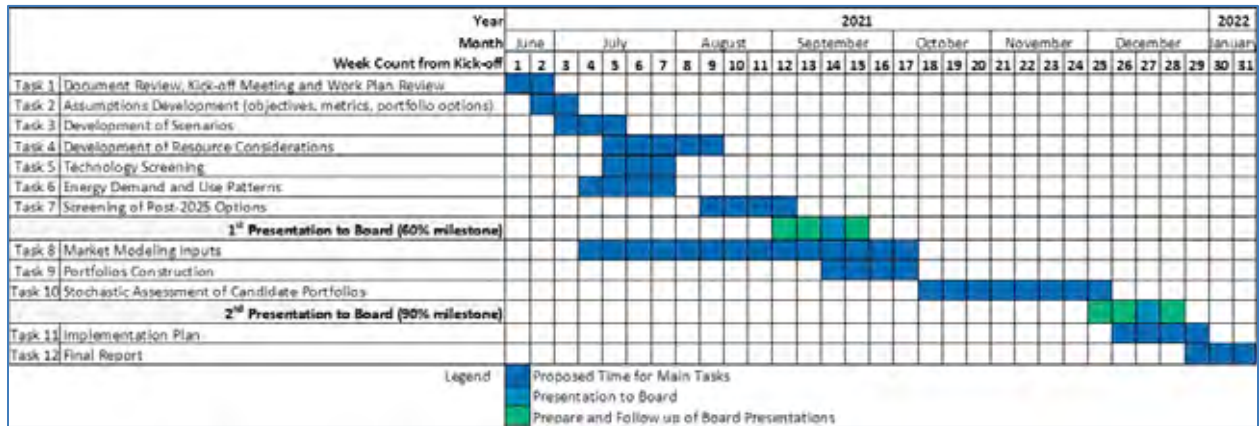 Year 2021 2022
Month June July August September October November December January
Week Count from Kick-off 1 2 3 4 5 6 7 8 9 10 11 12 13 14 15 16 17 18 19 20 21 22 23 24 25 26 27 28 29 30 31
Task 1 Document Review, Kick-off Meeting and Work Plan Review
Task 2 Assumptions Development (objectives, metrics, portfolio options)
Task 3 Development of Scenarios
Task 4 Development of Resource Considerations
Task 5 Technology Screening
Task 6 Energy Demand and Use Patterns
Task 7 Screening of Post-2025 Options
1st Presentation to Board (60% milestone)
Task 8 Market Modeling Inputs
Task 9 Portfolios Construction
Task 10 Stochastic Assessment of Candidate Portfolios
2nd Presentation to Board (90% milestone)
Task 11 Implementation Plan
Task 12 Final Report
Legend Proposed Time for Main Tasks
Presentation to Board
Prepare and Follow up of Board Presentations